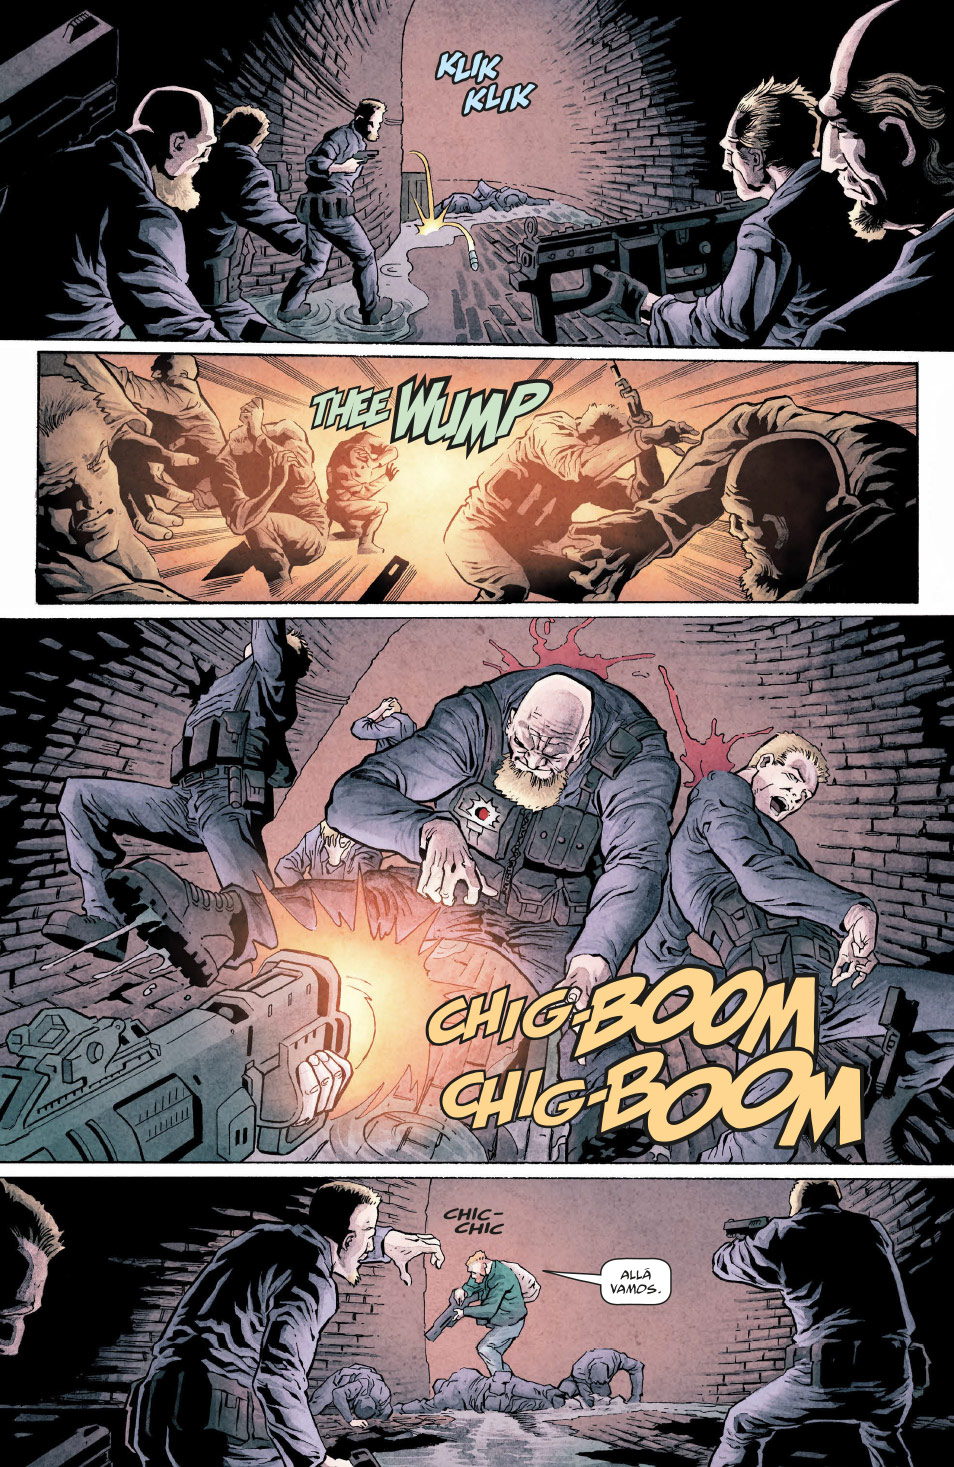 KLIK
KLIK
THEE WUMP
CHIG-BOOM
CHIG-BOOM
CHIC-
CHIC
ALLÁ
VAMOS.